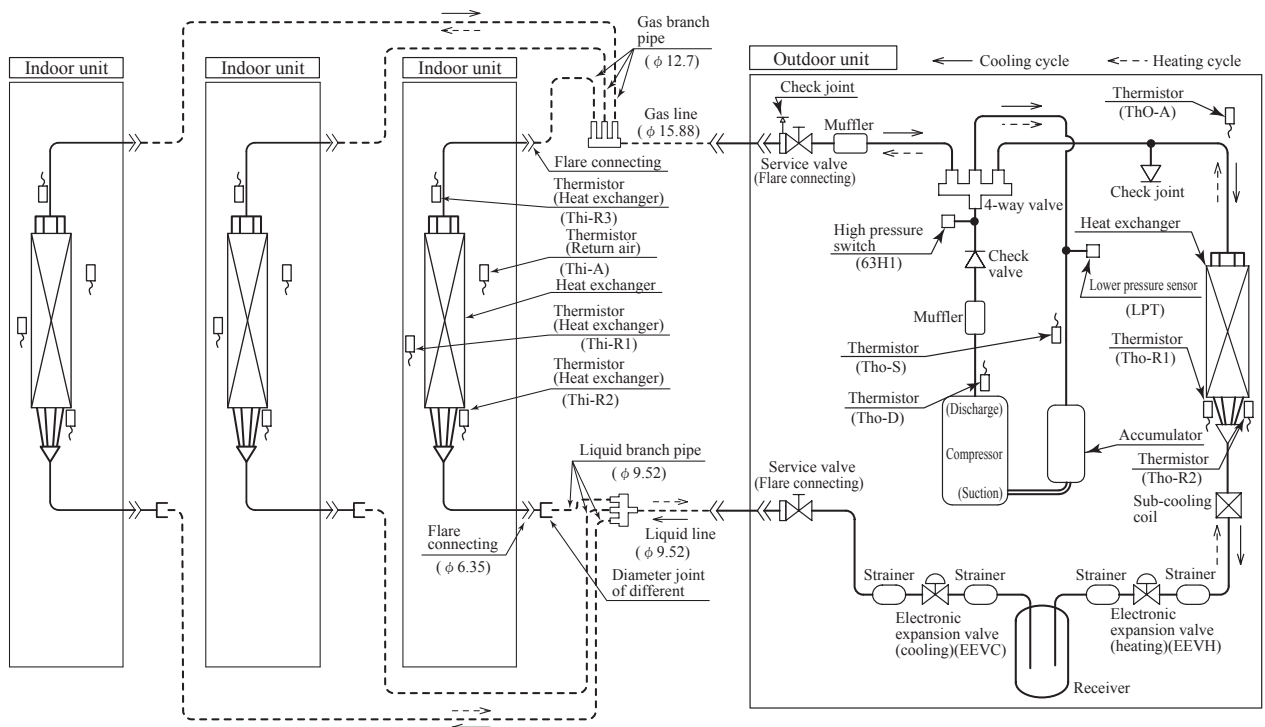 Indoor unit
Indoor unit
Indoor unit
Gas branch
pipe
( φ 12.7)
Gas line
( φ 15.88)
Flare connecting
Thermistor
(Heat exchanger)
(Thi-R3)
Thermistor
(Return air)
(Thi-A)
Heat exchanger
Thermistor
(Heat exchanger)
(Thi-R1)
Thermistor
(Heat exchanger)
(Thi-R2)
Liquid branch pipe
( φ 9.52)
Liquid line
( φ 9.52)
Flare
connecting
( φ 6.35)
Diameter joint
of different
Outdoor unit
Cooling cycle
Heating cycle
Check joint
Muffler
Service valve
(Flare connecting)
4-way valve
Thermistor
(ThO-A)
Check joint
High pressure
switch
(63H1)
Check
valve
Heat exchanger
Lower pressure sensor
(LPT)
Muffler
Thermistor
(Tho-S)
Thermistor
(Tho-R1)
Thermistor
(Tho-D)
(Discharge)
Compressor
(Suction)
Accumulator
Thermistor
(Tho-R2)
Sub-cooling
coil
Service valve
(Flare connecting)
Strainer
Strainer
Strainer
Strainer
Electronic
expansion valve
(cooling)(EEVC)
Electronic
expansion valve
(heating)(EEVH)
Receiver